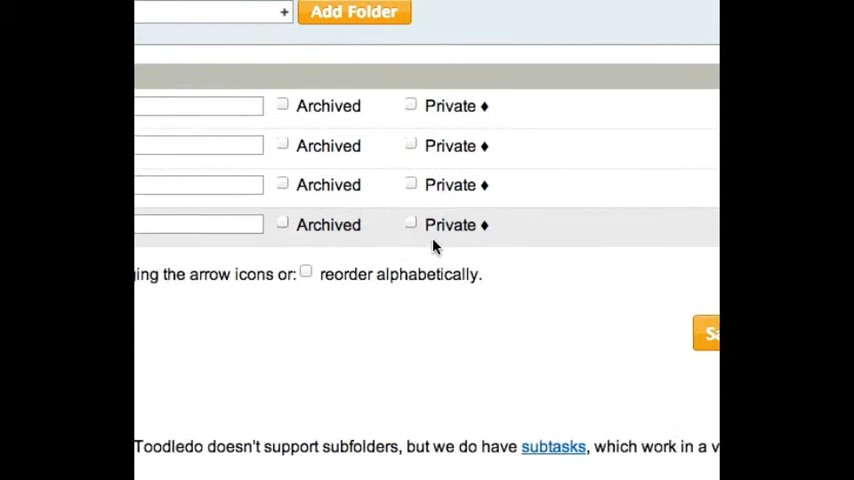 + Add Folder
Archived Private ♦
Archived Private ♦
Archived Private ♦
Archived Private ♦
the arrow icons or: reorder alphabetically.
Toodledo doesn't support subfolders, but we do have subtasks, which work in a